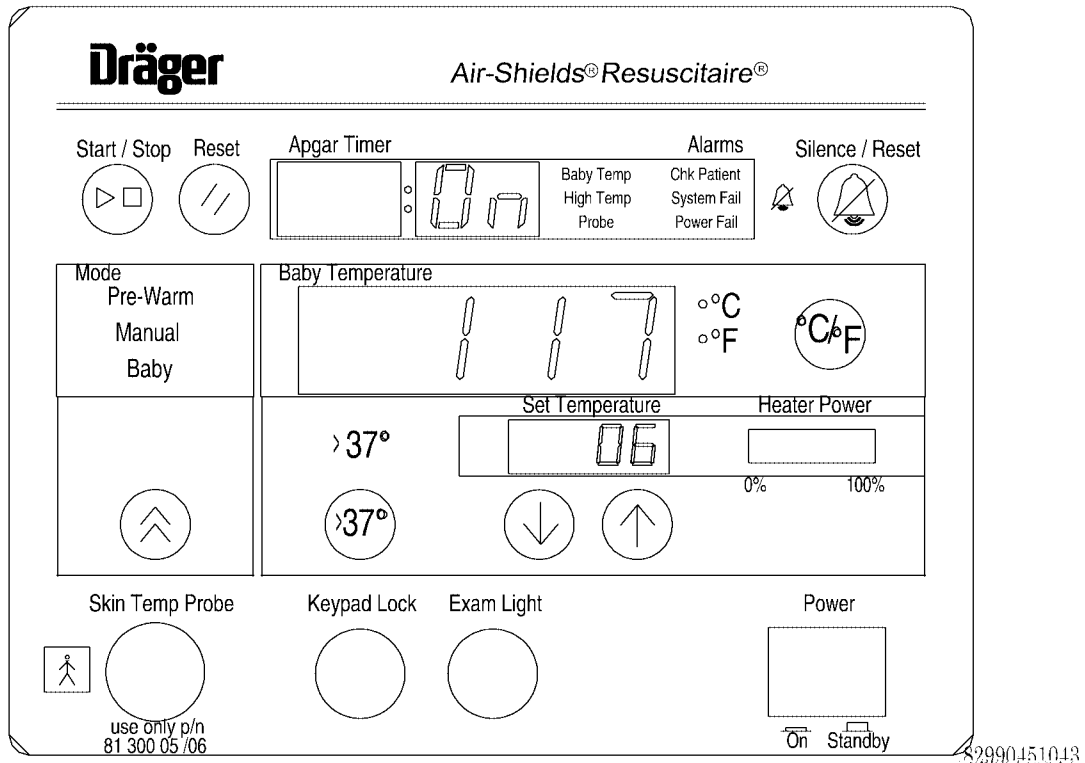 Dräger
Air-Shields® Resuscitaire®
Start / Stop
Reset
Apgar Timer
Alarms
Silence / Reset
: 0n
Baby Temp
Chk Patient
High Temp
System Fail
Probe
Power Fail
Mode
Pre-Warm
Manual
Baby
Baby Temperature
117
°C
°F
°C/°F
Set Temperature
Heater Power
›37°
06
0%
100%
›37°
Skin Temp Probe
Keypad Lock
Exam Light
Power
use only p/n
81 300 05 /06
On
Standby
82990451043